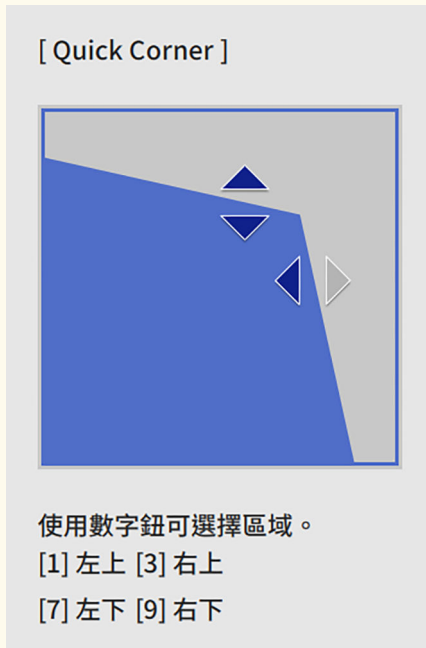 [ Quick Corner ]
使用數字鈕可選擇區域。
[1] 左上 [3] 右上
[7] 左下 [9] 右下